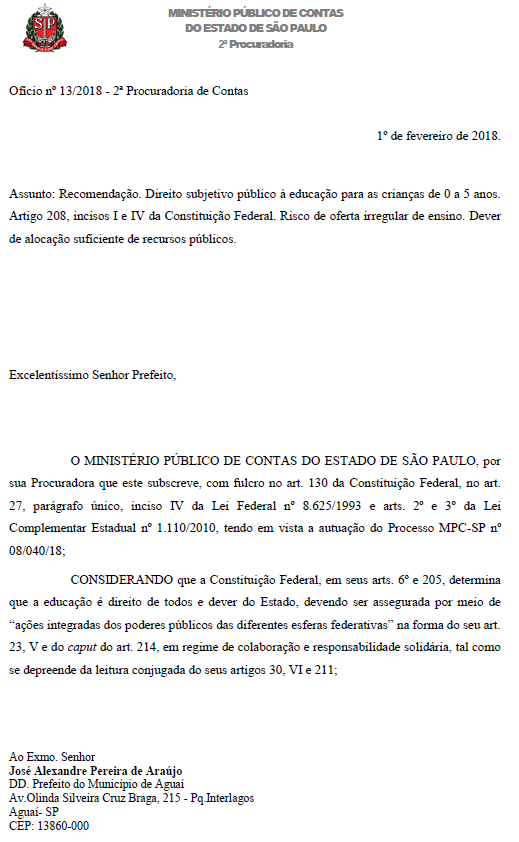 MINISTÉRIO PÚBLICO DE CONTAS
DO ESTADO DE SÃO PAULO
2ª Procuradoria
Ofício nº 13/2018 - 2ª Procuradoria de Contas
1º de fevereiro de 2018.
Assunto: Recomendação. Direito subjetivo público à educação para as crianças de 0 a 5 anos.
Artigo 208, incisos I e IV da Constituição Federal. Risco de oferta irregular de ensino. Dever
de alocação suficiente de recursos públicos.
Excelentíssimo Senhor Prefeito,
O MINISTÉRIO PÚBLICO DE CONTAS DO ESTADO DE SÃO PAULO, por
sua Procuradora que este subscreve, com fulcro no art. 130 da Constituição Federal, no art.
27, parágrafo único, inciso IV da Lei Federal nº 8.625/1993 e arts. 2º e 3º da Lei
Complementar Estadual nº 1.110/2010, tendo em vista a autuação do Processo MPC-SP nº
08/040/18;
CONSIDERANDO que a Constituição Federal, em seus arts. 6º e 205, determina
que a educação é direito de todos e dever do Estado, devendo ser assegurada por meio de
“ações integradas dos poderes públicos das diferentes esferas federativas” na forma do seu art.
23, V e do caput do art. 214, em regime de colaboração e responsabilidade solidária, tal como
se depreende da leitura conjugada do seus artigos 30, VI e 211;
Ao Exmo. Senhor
José Alexandre Pereira de Araújo
DD. Prefeito do Município de Aguaí
Av.Olinda Silveira Cruz Braga, 215 - Pq.Interlagos
Aguaí- SP
CEP: 13860-000